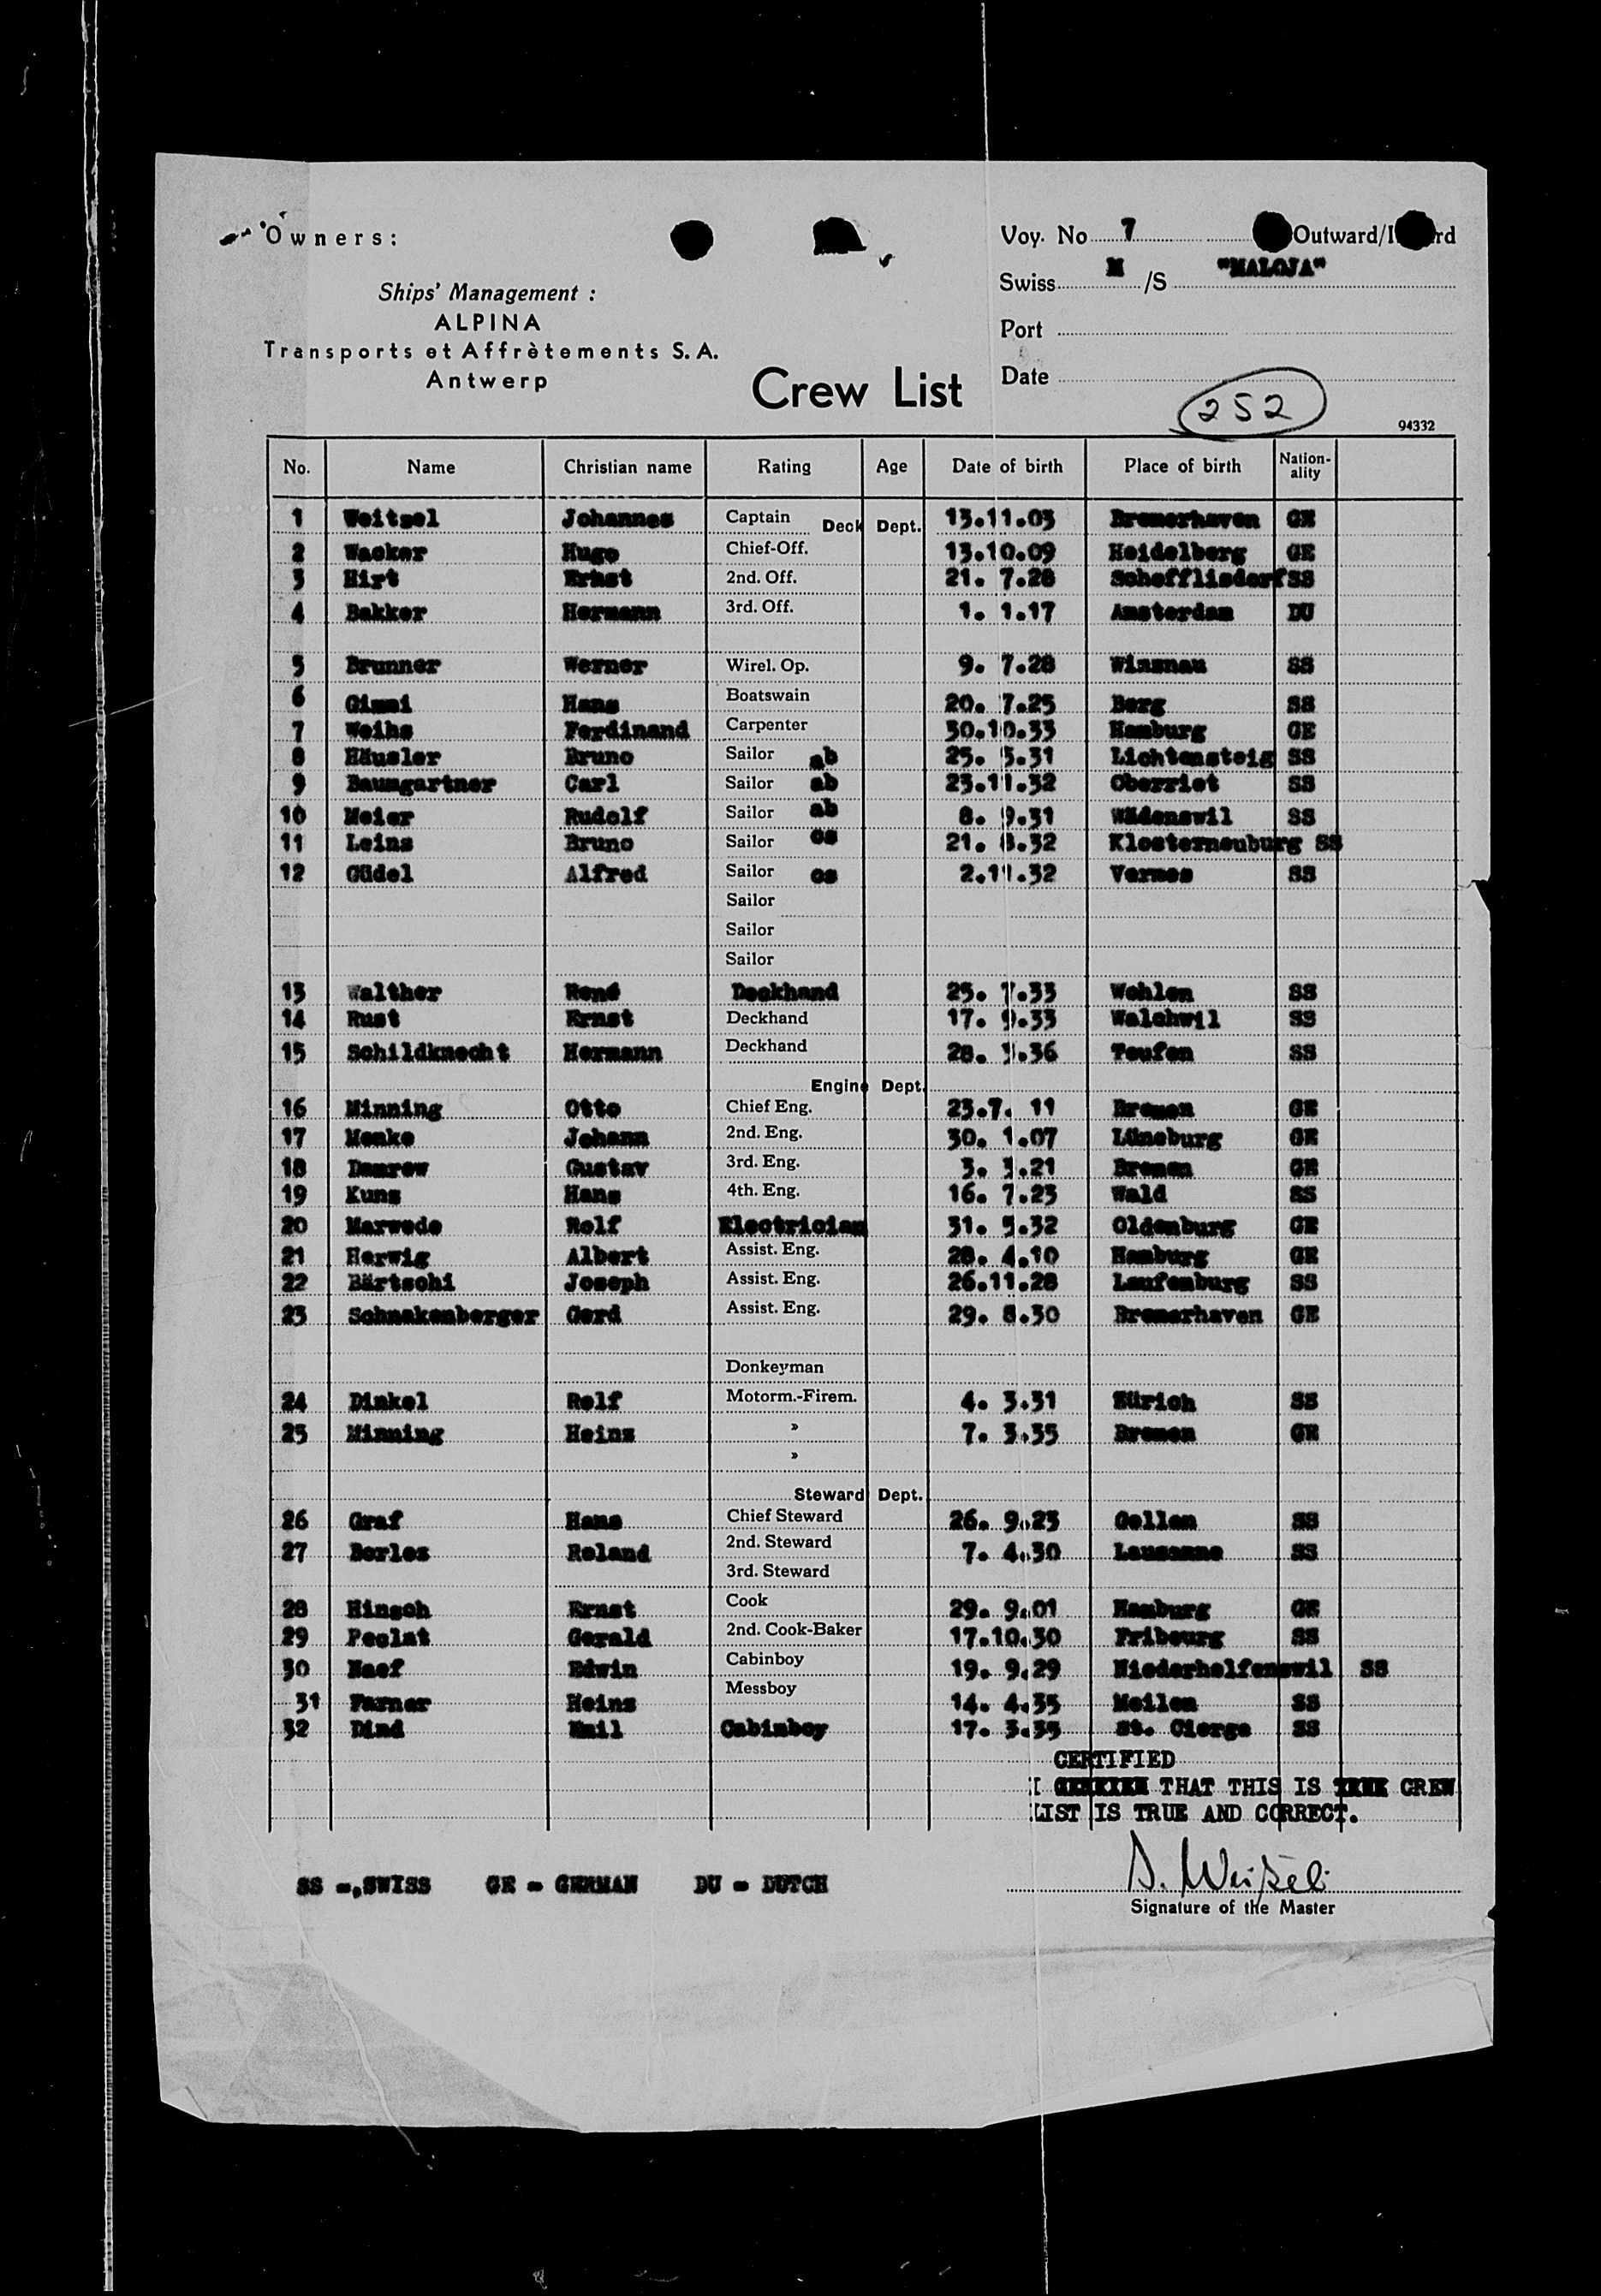 Owners:
Ships' Management :
ALPINA
Transports et Affrètements S. A.
Antwerp
Voy. No 7 Outward/I rd
Swiss M /S "MALOJA"
Port
Date
Crew List
252
94332
No. Name Christian name Rating Age Date of birth Place of birth Nation-ality
Deck Dept.
1 Weitzel Johannes Captain 13.11.03 Bremerhaven GE
2 Wacker Hugo Chief-Off. 13.10.09 Heidelberg GE
3 Hirt Ernst 2nd. Off. 21. 7.28 Schofflisdorf SS
4 Bakker Hermann 3rd. Off. 1. 1.17 Amsterdam DU
5 Brunner Werner Wirel. Op. 9. 7.28 SS
6 Gimmi Hans Boatswain 20. 7.25 Berg SS
7 Weihs Ferdinand Carpenter 30.10.33 Hamburg GE
8 Häusler Bruno Sailor ab 25. 5.31 Lichtensteig SS
9 Baumgartner Carl Sailor ab 23.11.32 Oberriet SS
10 Meier Rudolf Sailor ab 8. 9.31 Wädenswil SS
11 Leins Bruno Sailor os 21. 8.32 Klosterneuburg SS
12 Güdel Alfred Sailor os 2.11.32 Vermes SS
Sailor
Sailor
Sailor
13 Walther René Deckhand 25. 7.33 Wohlen SS
14 Rust Ernst Deckhand 17. 9.33 Walchwil SS
15 Schildknecht Hermann Deckhand 28. .36 Teufen SS
Engine Dept.
16 Minning Otto Chief Eng. 23.7. 11 Bremen GE
17 Menke Johann 2nd. Eng. 30. 1.07 Lüneburg GE
18 Damrow Gustav 3rd. Eng. 3. 3.21 Bremen GE
19 Kunz Hans 4th. Eng. 16. 7.23 Wald SS
20 Marwede Rolf Electrician 31. 5.32 Oldenburg GE
21 Herwig Albert Assist. Eng. 28. 4.10 Hamburg GE
22 Bärtschi Joseph Assist. Eng. 26.11.28 Laufenburg SS
23 Schnakenberger Gerd Assist. Eng. 29. 8.30 Bremerhaven GE
Donkeyman
24 Dinkel Rolf Motorm.-Firem. 4. 3.31 Zürich SS
25 Minning Heinz » 7. 3.35 Bremen GE
»
Steward Dept.
26 Graf Hans Chief Steward 26. 9.23 SS
27 Berlez Roland 2nd. Steward 7. 4.30 Lausanne SS
3rd. Steward
28 Hinsch Ernst Cook 29. 9.01 Hamburg GE
29 Peclat Gerald 2nd. Cook-Baker 17.10.30 Fribourg SS
30 Naef Edwin Cabinboy 19. 9.29 Niederhelfenswil SS
31 Farner Heinz Messboy 14. 4.35 Meilen SS
32 Dind Emil Cabinboy 17. 3.35 St. Cierge SS
CERTIFIED
I THAT THIS IS CREW
LIST IS TRUE AND CORRECT.
SS =.SWISS GE = GERMAN DU = DUTCH
Signature of the Master